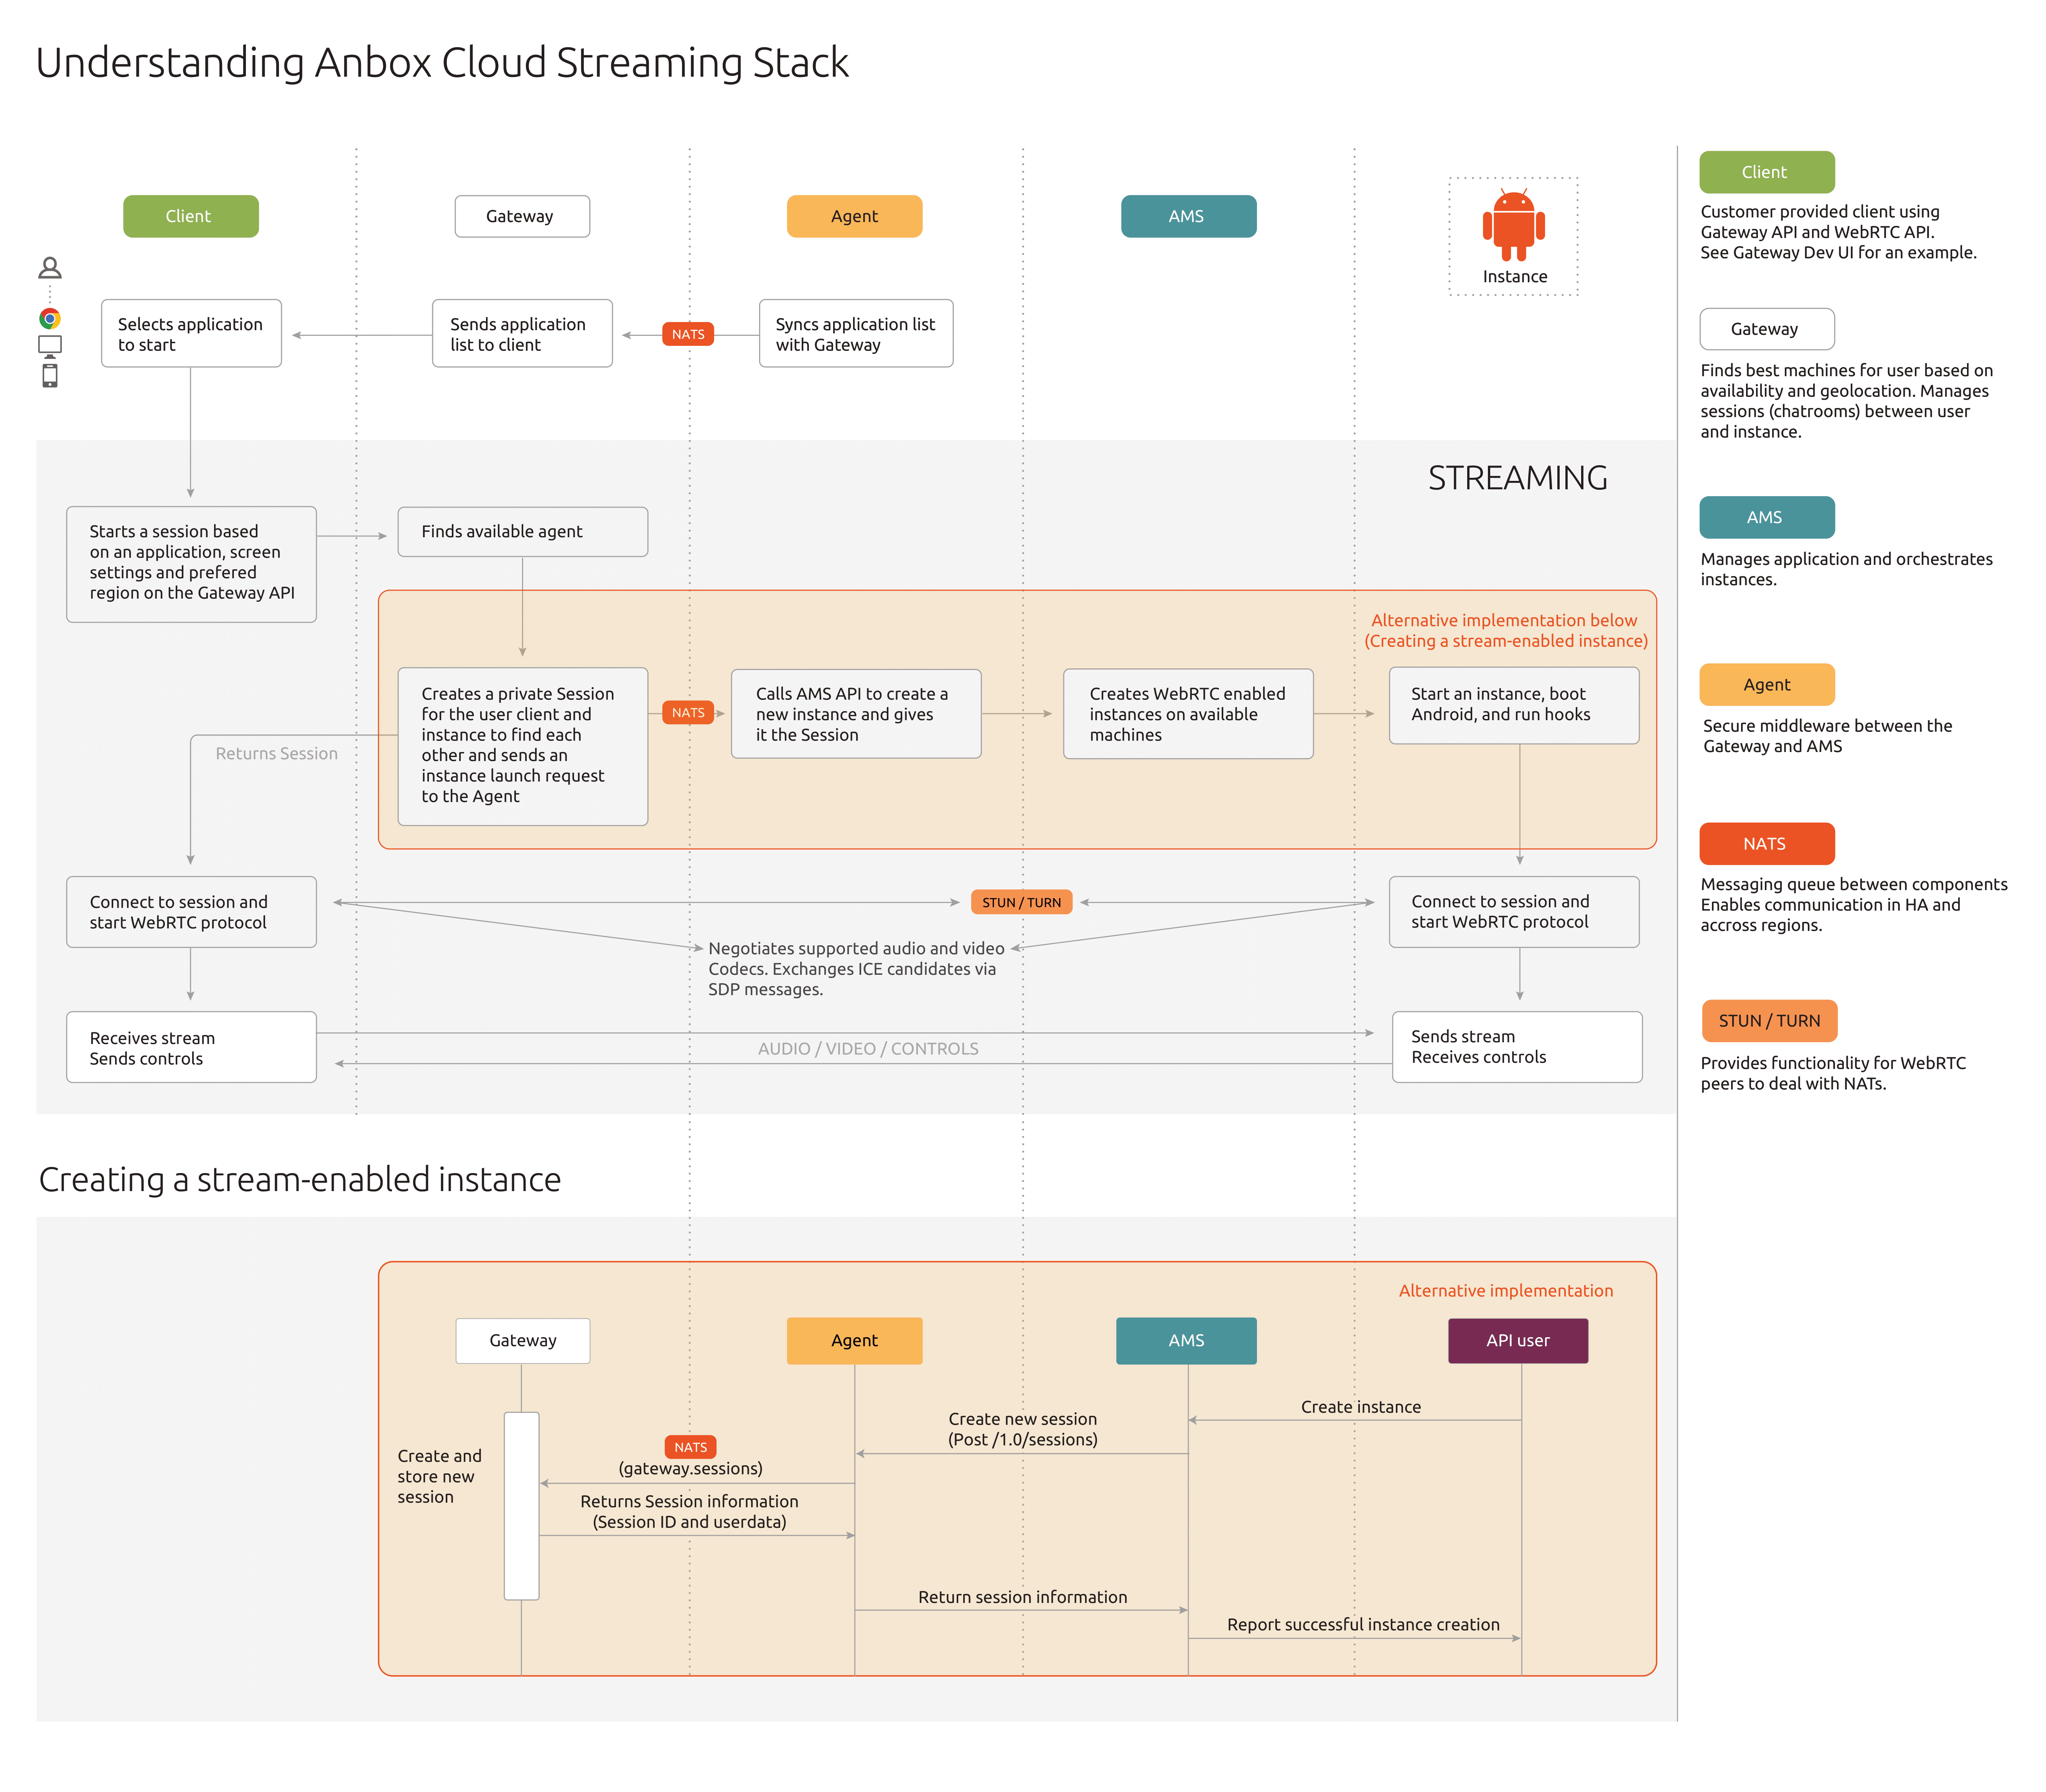 Understanding Anbox Cloud Streaming Stack
Client
Gateway
Agent
AMS
Instance
Selects application
to start
Sends application
list to client
NATS
Syncs application list
with Gateway
STREAMING
Starts a session based
on an application, screen
settings and prefered
region on the Gateway API
Finds available agent
Alternative implementation below
(Creating a stream-enabled instance)
Creates a private Session
for the user client and
instance to find each
other and sends an
instance launch request
to the Agent
NATS
Calls AMS API to create a
new instance and gives
it the Session
Creates WebRTC enabled
instances on available
machines
Start an instance, boot
Android, and run hooks
Returns Session
Connect to session and
start WebRTC protocol
STUN / TURN
Connect to session and
start WebRTC protocol
Negotiates supported audio and video
Codecs. Exchanges ICE candidates via
SDP messages.
Receives stream
Sends controls
AUDIO / VIDEO / CONTROLS
Sends stream
Receives controls
Client
Customer provided client using
Gateway API and WebRTC API.
See Gateway Dev UI for an example.
Gateway
Finds best machines for user based on
availability and geolocation. Manages
sessions (chatrooms) between user
and instance.
AMS
Manages application and orchestrates
instances.
Agent
Secure middleware between the
Gateway and AMS
NATS
Messaging queue between components
Enables communication in HA and
accross regions.
STUN / TURN
Provides functionality for WebRTC
peers to deal with NATs.
Creating a stream-enabled instance
Alternative implementation
Gateway
Agent
AMS
API user
Create instance
Create new session
(Post /1.0/sessions)
NATS
(gateway.sessions)
Create and
store new
session
Returns Session information
(Session ID and userdata)
Return session information
Report successful instance creation